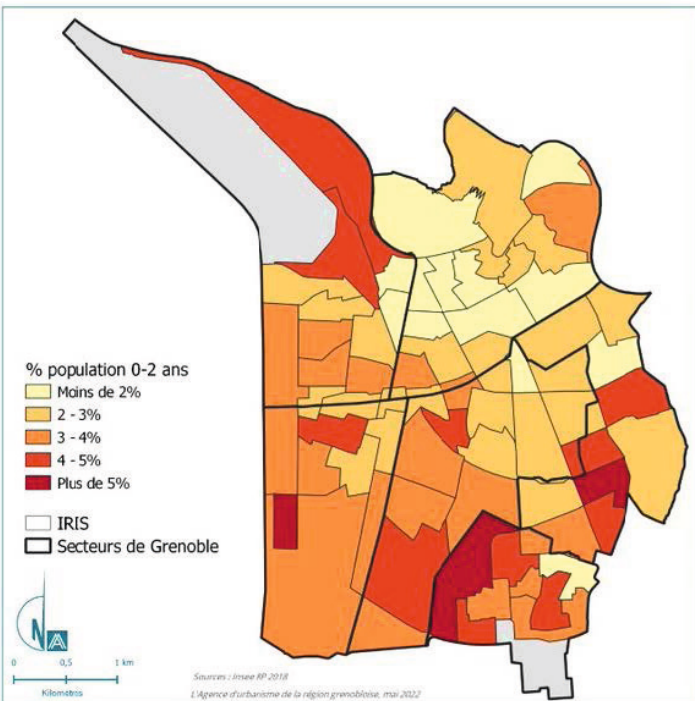 % population 0-2 ans
Moins de 2%
2 - 3%
3 - 4%
4 - 5%
Plus de 5%
IRIS
Secteurs de Grenoble
N
0 0,5 1 km
Kilomètres
Sources : Insee RP 2018
L'Agence d'urbanisme de la région grenobloise, mai 2022